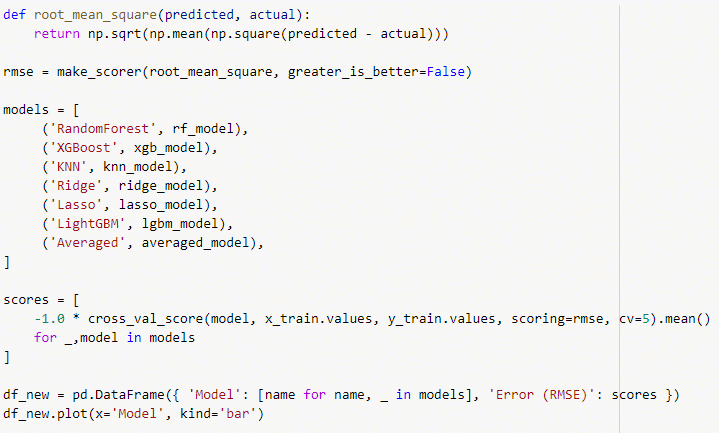 def root_mean_square(predicted, actual):
    return np.sqrt(np.mean(np.square(predicted - actual)))
rmse = make_scorer(root_mean_square, greater_is_better=False)
models = [
     ('RandomForest', rf_model),
     ('XGBoost', xgb_model),
     ('KNN', knn_model),
     ('Ridge', ridge_model),
     ('Lasso', lasso_model),
     ('LightGBM', lgbm_model),
     ('Averaged', averaged_model),
]
scores = [
    -1.0 * cross_val_score(model, x_train.values, y_train.values, scoring=rmse, cv=5).mean()
    for _,model in models
]
df_new = pd.DataFrame({ 'Model': [name for name, _ in models], 'Error (RMSE)': scores })
df_new.plot(x='Model', kind='bar')